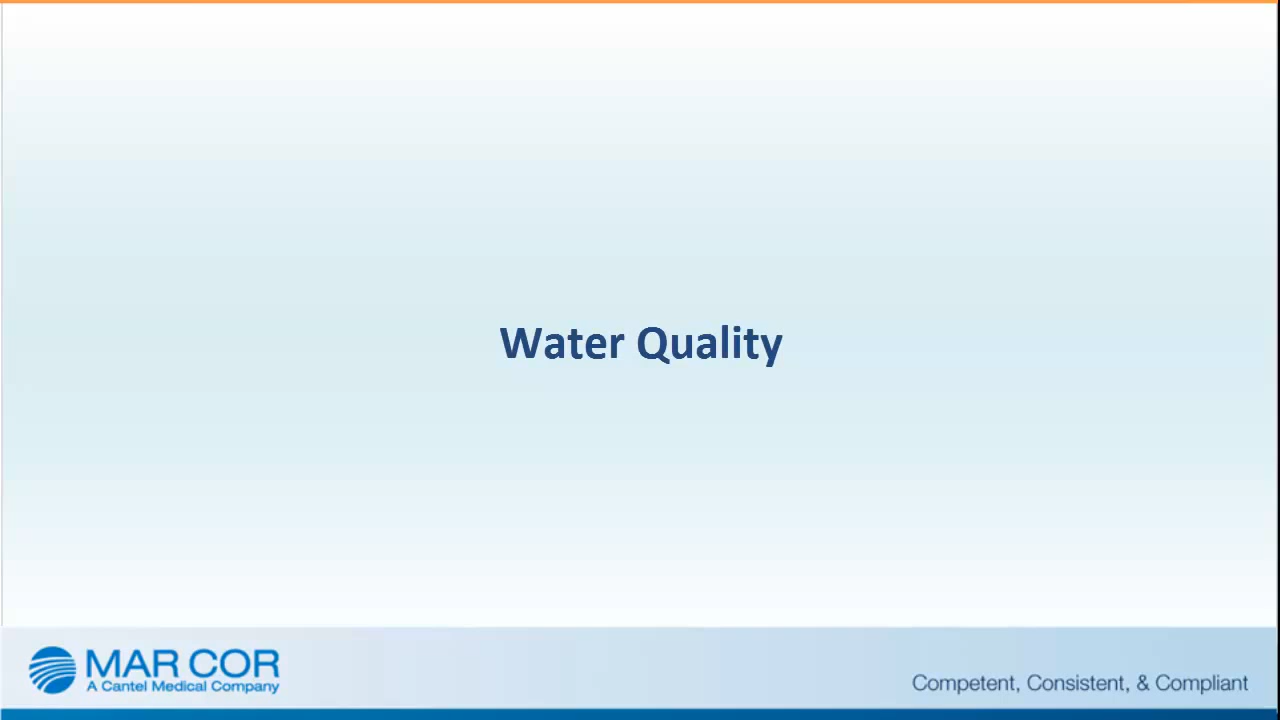 Water Quality
MAR COR
A Cantel Medical Company
Competent, Consistent, & Compliant